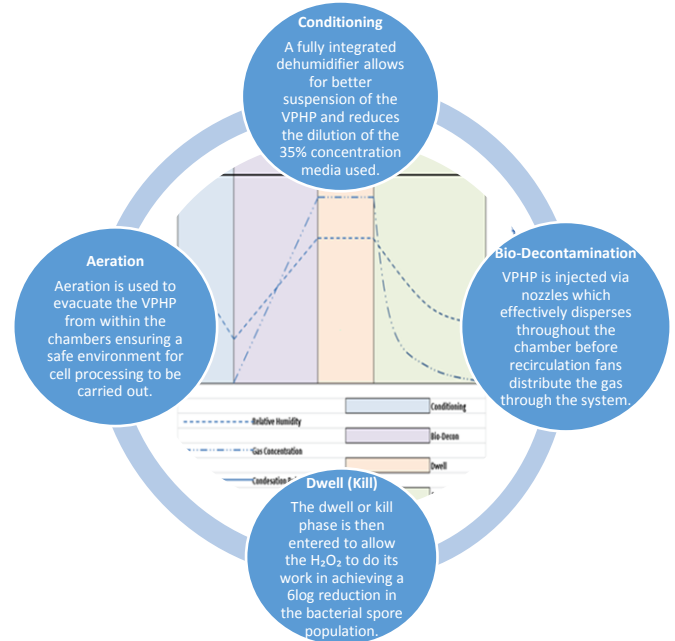 Conditioning
A fully integrated
dehumidifier allows
for better
suspension of the
VPHP and reduces
the dilution of the
35% concentration
media used.
Bio-Decontamination
VPHP is injected via
nozzles which
effectively disperses
throughout the
chamber before
recirculation fans
distribute the gas
through the system.
Aeration
Aeration is used to
evacuate the VPHP
from within the
chambers ensuring a
safe environment for
cell processing to be
carried out.
Relative Humidity
Gas Concentration
Condesation
Conditioning
Bio-Decon
Dwell
Dwell (Kill)
The dwell or kill
phase is then
entered to allow
the H₂O₂ to do its
work in achieving a
6log reduction in
the bacterial spore
population.